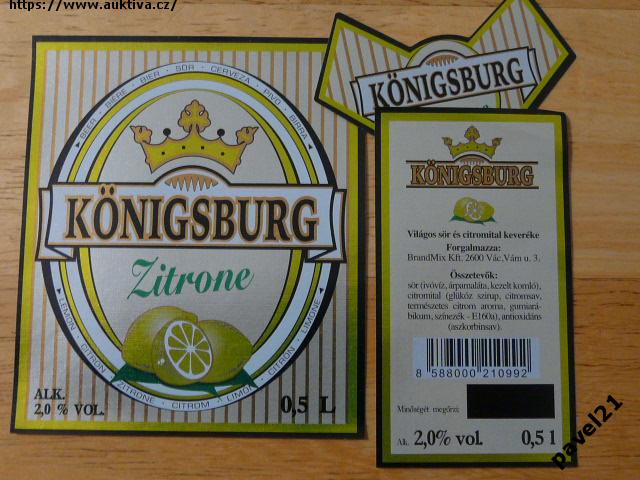 https://www.auktiva.cz/
BEER · BIÈRE · BIER · SÖR · CERVEZA · PIVO · BIRRA
KÖNIGSBURG
Zitrone
LEMON · CITRON · ZITRONE · CITROM · LIMON · CITRON · LIMONE
ALK.
2,0 % VOL.
0,5 L
KÖNIGSBURG
KÖNIGSBURG
Világos sör és citromital keveréke
Forgalmazza:
BrandMix Kft. 2600 Vác,Vám u. 3.
Összetevők:
sör (ivóvíz, árpamaláta, kezelt komló),
citromital (glükóz szirup, citromsav,
természetes citrom aroma, gumiará-
bikum, színezék - E160a), antioxidáns
(aszkorbinsav).
8 588000 210992
Minőségét megőrzi:
Alk. 2,0% vol. 0,5 l
pavel21